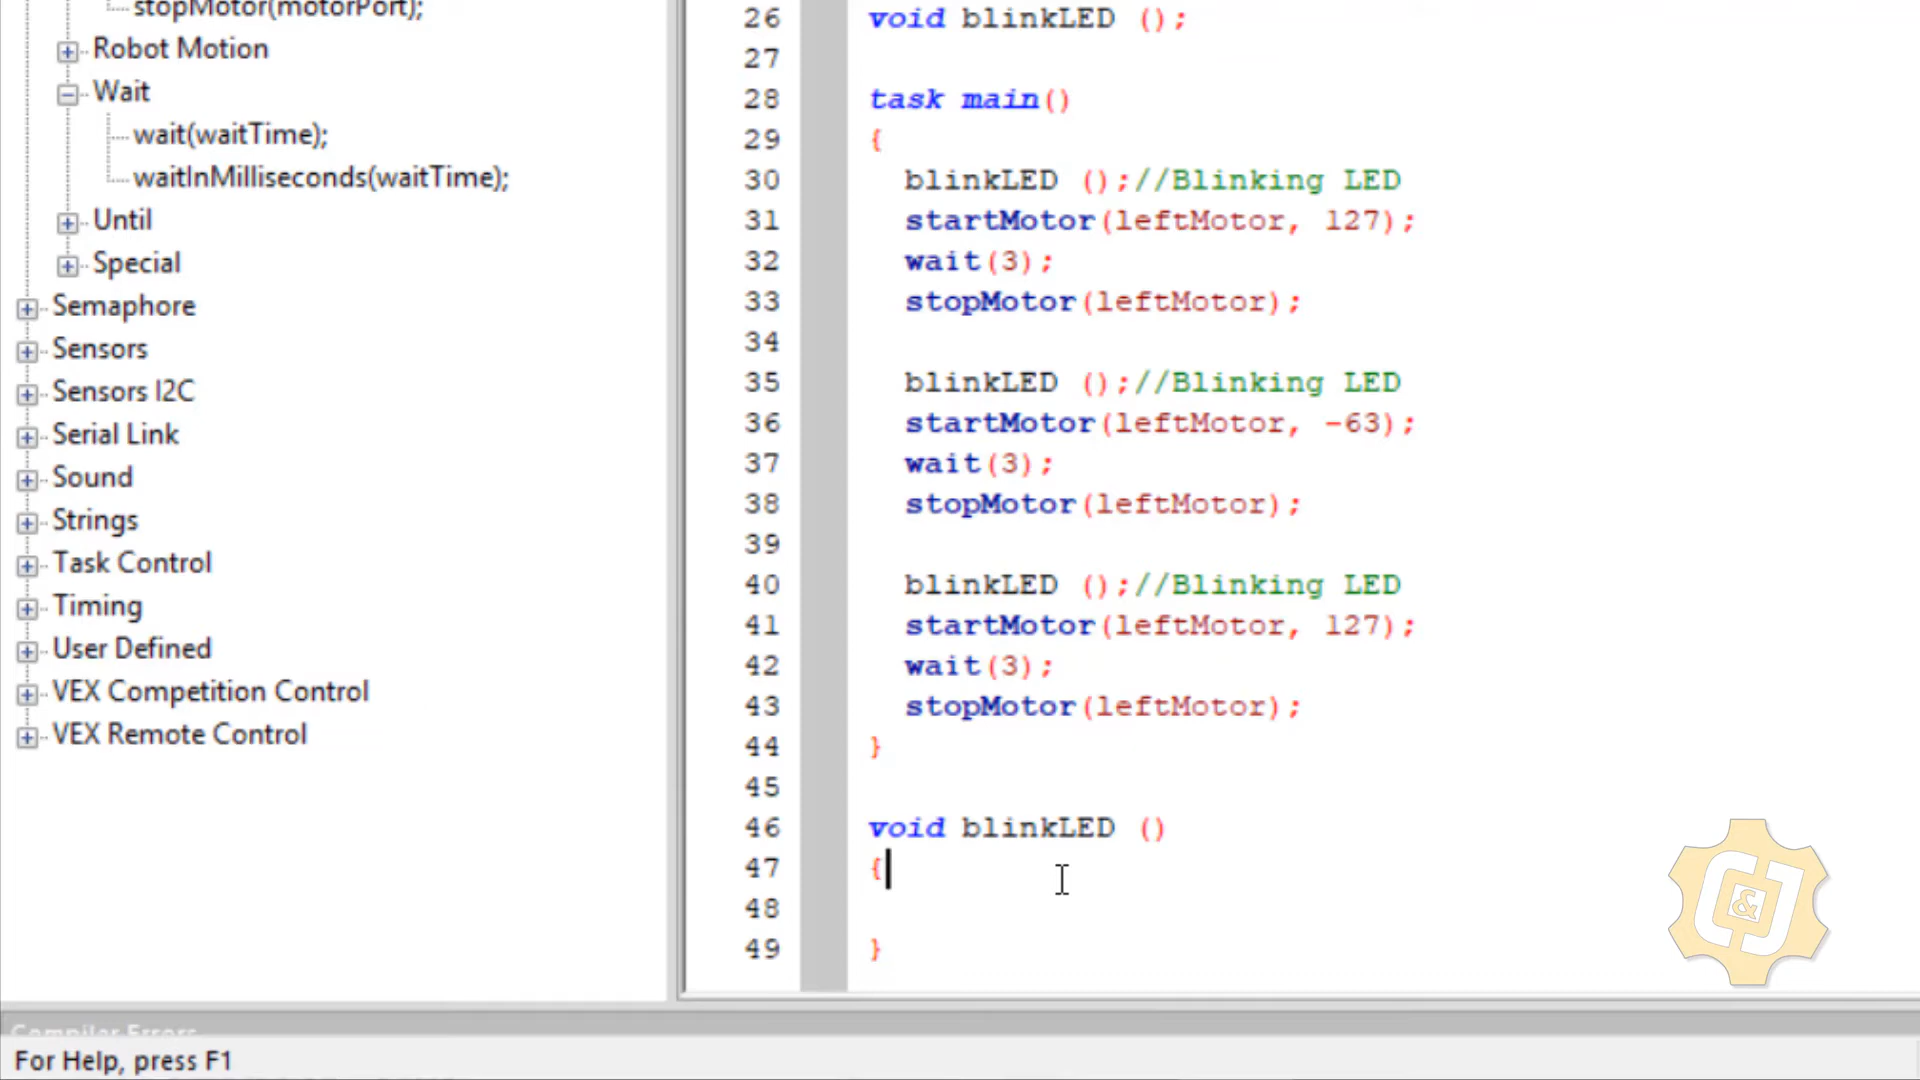 stopMotor(motorPort);
Robot Motion
Wait
wait(waitTime);
waitInMilliseconds(waitTime);
Until
Special
Semaphore
Sensors
Sensors I2C
Serial Link
Sound
Strings
Task Control
Timing
User Defined
VEX Competition Control
VEX Remote Control
26 void blinkLED ();
27
28 task main()
29 {
30 blinkLED ();//Blinking LED
31 startMotor(leftMotor, 127);
32 wait(3);
33 stopMotor(leftMotor);
34
35 blinkLED ();//Blinking LED
36 startMotor(leftMotor, -63);
37 wait(3);
38 stopMotor(leftMotor);
39
40 blinkLED ();//Blinking LED
41 startMotor(leftMotor, 127);
42 wait(3);
43 stopMotor(leftMotor);
44 }
45
46 void blinkLED ()
47 {
48
49 }
C&J
Compiler Errors
For Help, press F1